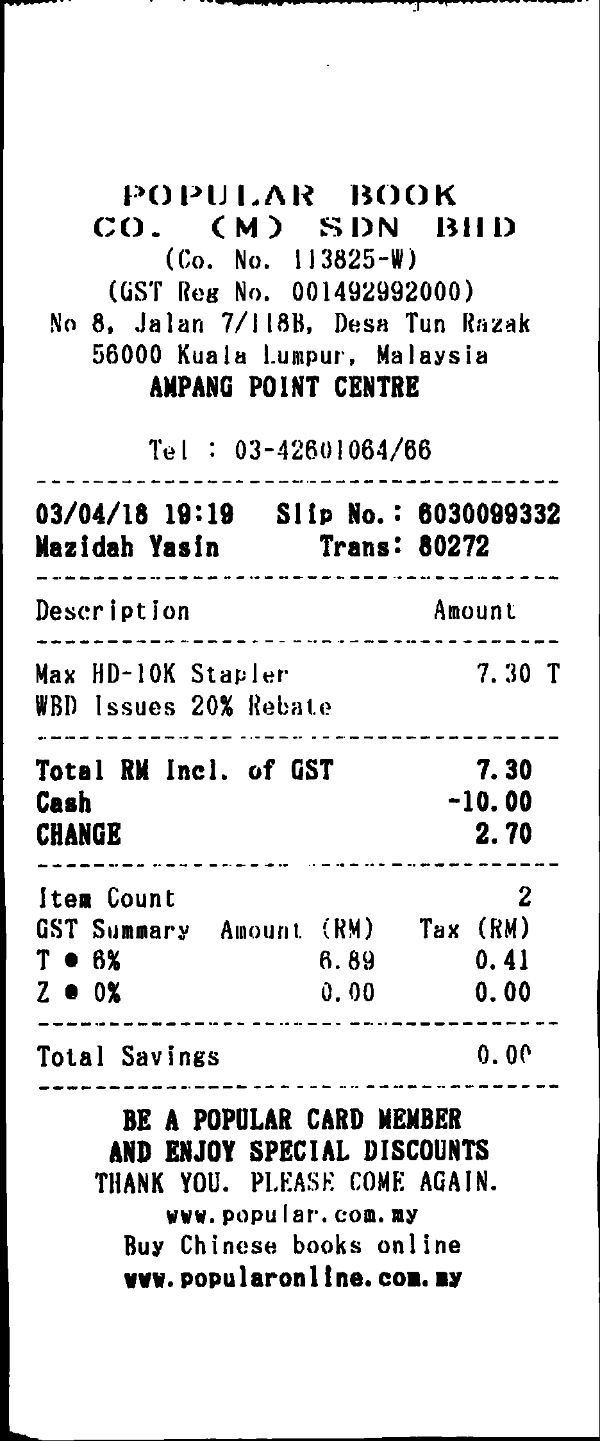 POPULAR BOOK
CO. (M) SDN BHD
(Co. No. 113825-W)
(GST Reg No. 001492992000)
No 8, Jalan 7/118B, Desa Tun Razak
56000 Kuala Lumpur, Malaysia
AMPANG POINT CENTRE
Tel : 03-42601064/66
03/04/18 19:19 Slip No.: 6030099332
Mazidah Yasin Trans: 80272
Description Amount
Max HD-10K Stapler 7.30 T
WBD Issues 20% Rebate
Total RM Incl. of GST 7.30
Cash -10.00
CHANGE 2.70
Item Count 2
GST Summary Amount (RM) Tax (RM)
T @ 6% 6.89 0.41
Z @ 0% 0.00 0.00
Total Savings 0.00
BE A POPULAR CARD MEMBER
AND ENJOY SPECIAL DISCOUNTS
THANK YOU. PLEASE COME AGAIN.
www.popular.com.my
Buy Chinese books online
www.popularonline.com.my